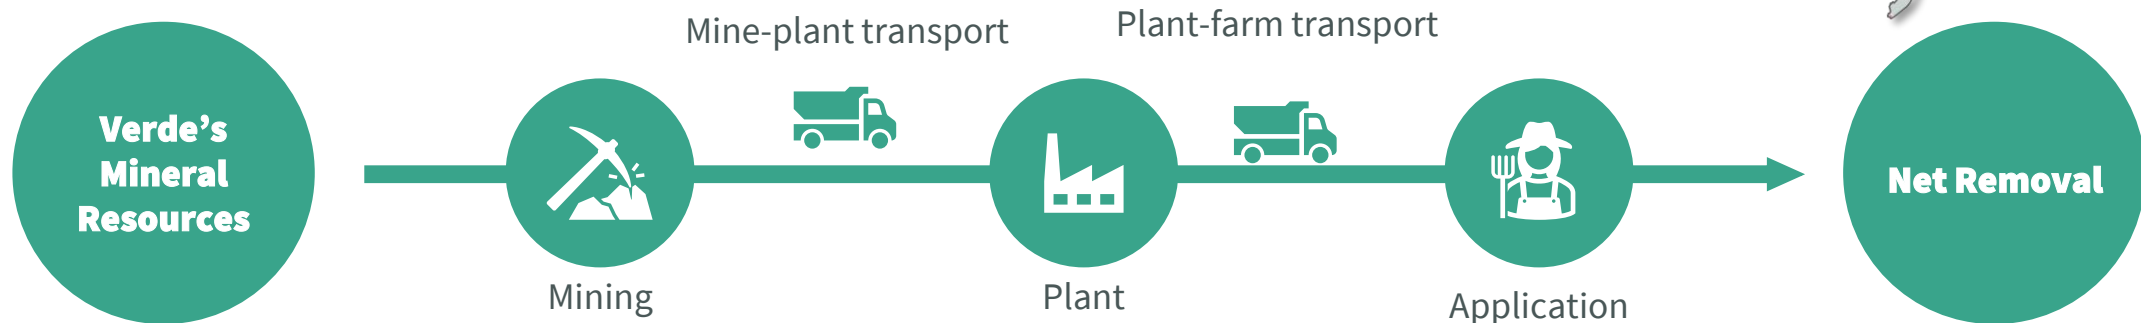 Mine-plant transport
Plant-farm transport
Verde’s
Mineral
Resources
Net Removal
Mining
Plant
Application